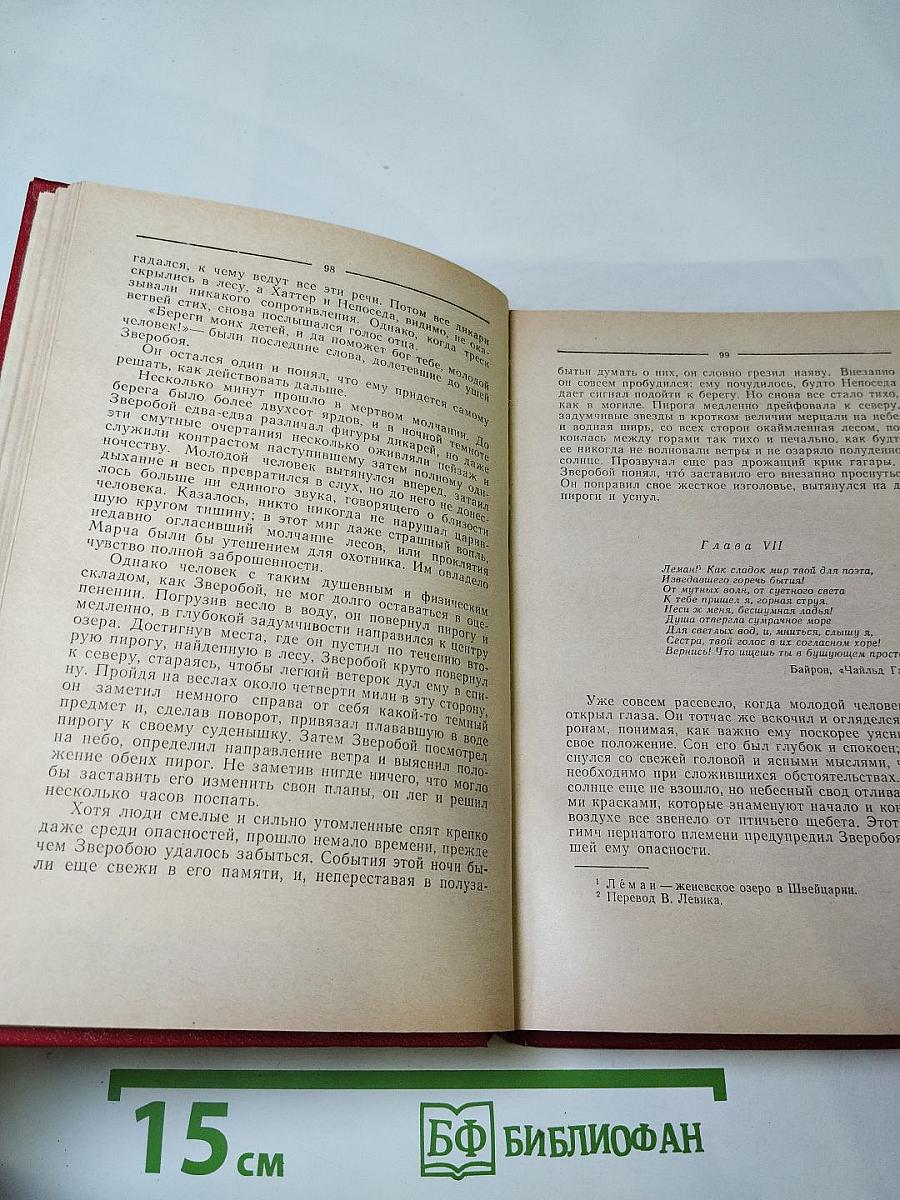 98
гадался, к чему ведут все эти речи. Потом все дикари
скрылись в лесу, а Хаттер и Непоседа, видимо, не ока-
зывали никакого сопротивления. Однако, когда треск
ветвей стих, снова послышался голос отца.
«Береги моих детей, и да поможет бог тебе, молодой
человек!»— были последние слова, долетевшие до ушей
Зверобоя.
Он остался один и понял, что ему придется самому
решать, как действовать дальше.
Несколько минут прошло в мертвом молчании. До
берега было более двухсот ярдов, и в ночной темноте
Зверобой едва-едва различал фигуры дикарей, но даже
эти смутные очертания несколько оживляли пейзаж и
служили контрастом наступившему затем полному оди-
ночеству. Молодой человек вытянулся вперед, затаил
дыхание и весь превратился в слух, но до него не донес-
лось больше ни единого звука, говорящего о близости
человека. Казалось, никто никогда не нарушал царив-
шую кругом тишину; в этот миг даже страшный вопль,
недавно огласивший молчание лесов, или проклятия
Марча были бы утешением для охотника. Им овладело
чувство полной заброшенности.
Однако человек с таким душевным и физическим
складом, как Зверобой, не мог долго оставаться в оце-
пенении. Погрузив весло в воду, он повернул пирогу и
медленно, в глубокой задумчивости направился к центру
озера. Достигнув места, где он пустил по течению вто-
рую пирогу, найденную в лесу, Зверобой круто повернул
к северу, стараясь, чтобы легкий ветерок дул ему в спи-
ну. Пройдя на веслах около четверти мили в эту сторону,
он заметил немного справа от себя какой-то темный
предмет и, сделав поворот, привязал плававшую в воде
пирогу к своему суденышку. Затем Зверобой посмотрел
на небо, определил направление ветра и выяснил поло-
жение обеих пирог. Не заметив нигде ничего, что могло
бы заставить его изменить свои планы, он лег и решил
несколько часов поспать.
Хотя люди смелые и сильно утомленные спят крепко
даже среди опасностей, прошло немало времени, прежде
чем Зверобою удалось забыться. События этой ночи бы-
ли еще свежи в его памяти, и, непереставая в полуза-
99
бытьи думать о них, он словно грезил наяву. Внезапно
он совсем пробудился: ему почудилось, будто Непоседа
дает сигнал подойти к берегу. Но снова все стало тихо,
как в могиле. Пирога медленно дрейфовала к северу,
задумчивые звезды в кротком величии мерцали на небе
и водная ширь, со всех сторон окаймленная лесом, по
коилась между горами так тихо и печально, как будт
ее никогда не волновали ветры и не озаряло полуденно
солнце. Прозвучал еще раз дрожащий крик гагары,
Зверобой понял, что́ заставило его внезапно проснутьс
Он поправил свое жесткое изголовье, вытянулся на д
пироги и уснул.
Глава VII
Леман!¹ Как сладок мир твой для поэта,
Изведавшего горечь бытия!
От мутных волн, от суетного света
К тебе пришел я, горная струя.
Неси ж меня, бесшумная ладья!
Душа отвергла сумрачное море
Для светлых вод, и, мниться, слышу я,
Сестра, твой голос в их согласном хоре!
Вернись! Что ищешь ты в бушующем прост
Байрон, «Чайльд Га
Уже совсем рассвело, когда молодой человек
открыл глаза. Он тотчас же вскочил и огляделся
ронам, понимая, как важно ему поскорее уясни
свое положение. Сон его был глубок и спокоен;
снулся со свежей головой и ясными мыслями, ч
необходимо при сложившихся обстоятельствах.
солнце еще не взошло, но небесный свод отлива
ми красками, которые знаменуют начало и кон
воздухе все звенело от птичьего щебета. Этот
гимч пернатого племени предупредил Зверобоя
шей ему опасности.
¹ Ле́ман — женевское озеро в Швейцарии.
² Перевод В. Левика.
15 см
БФ БИБЛИОФАН